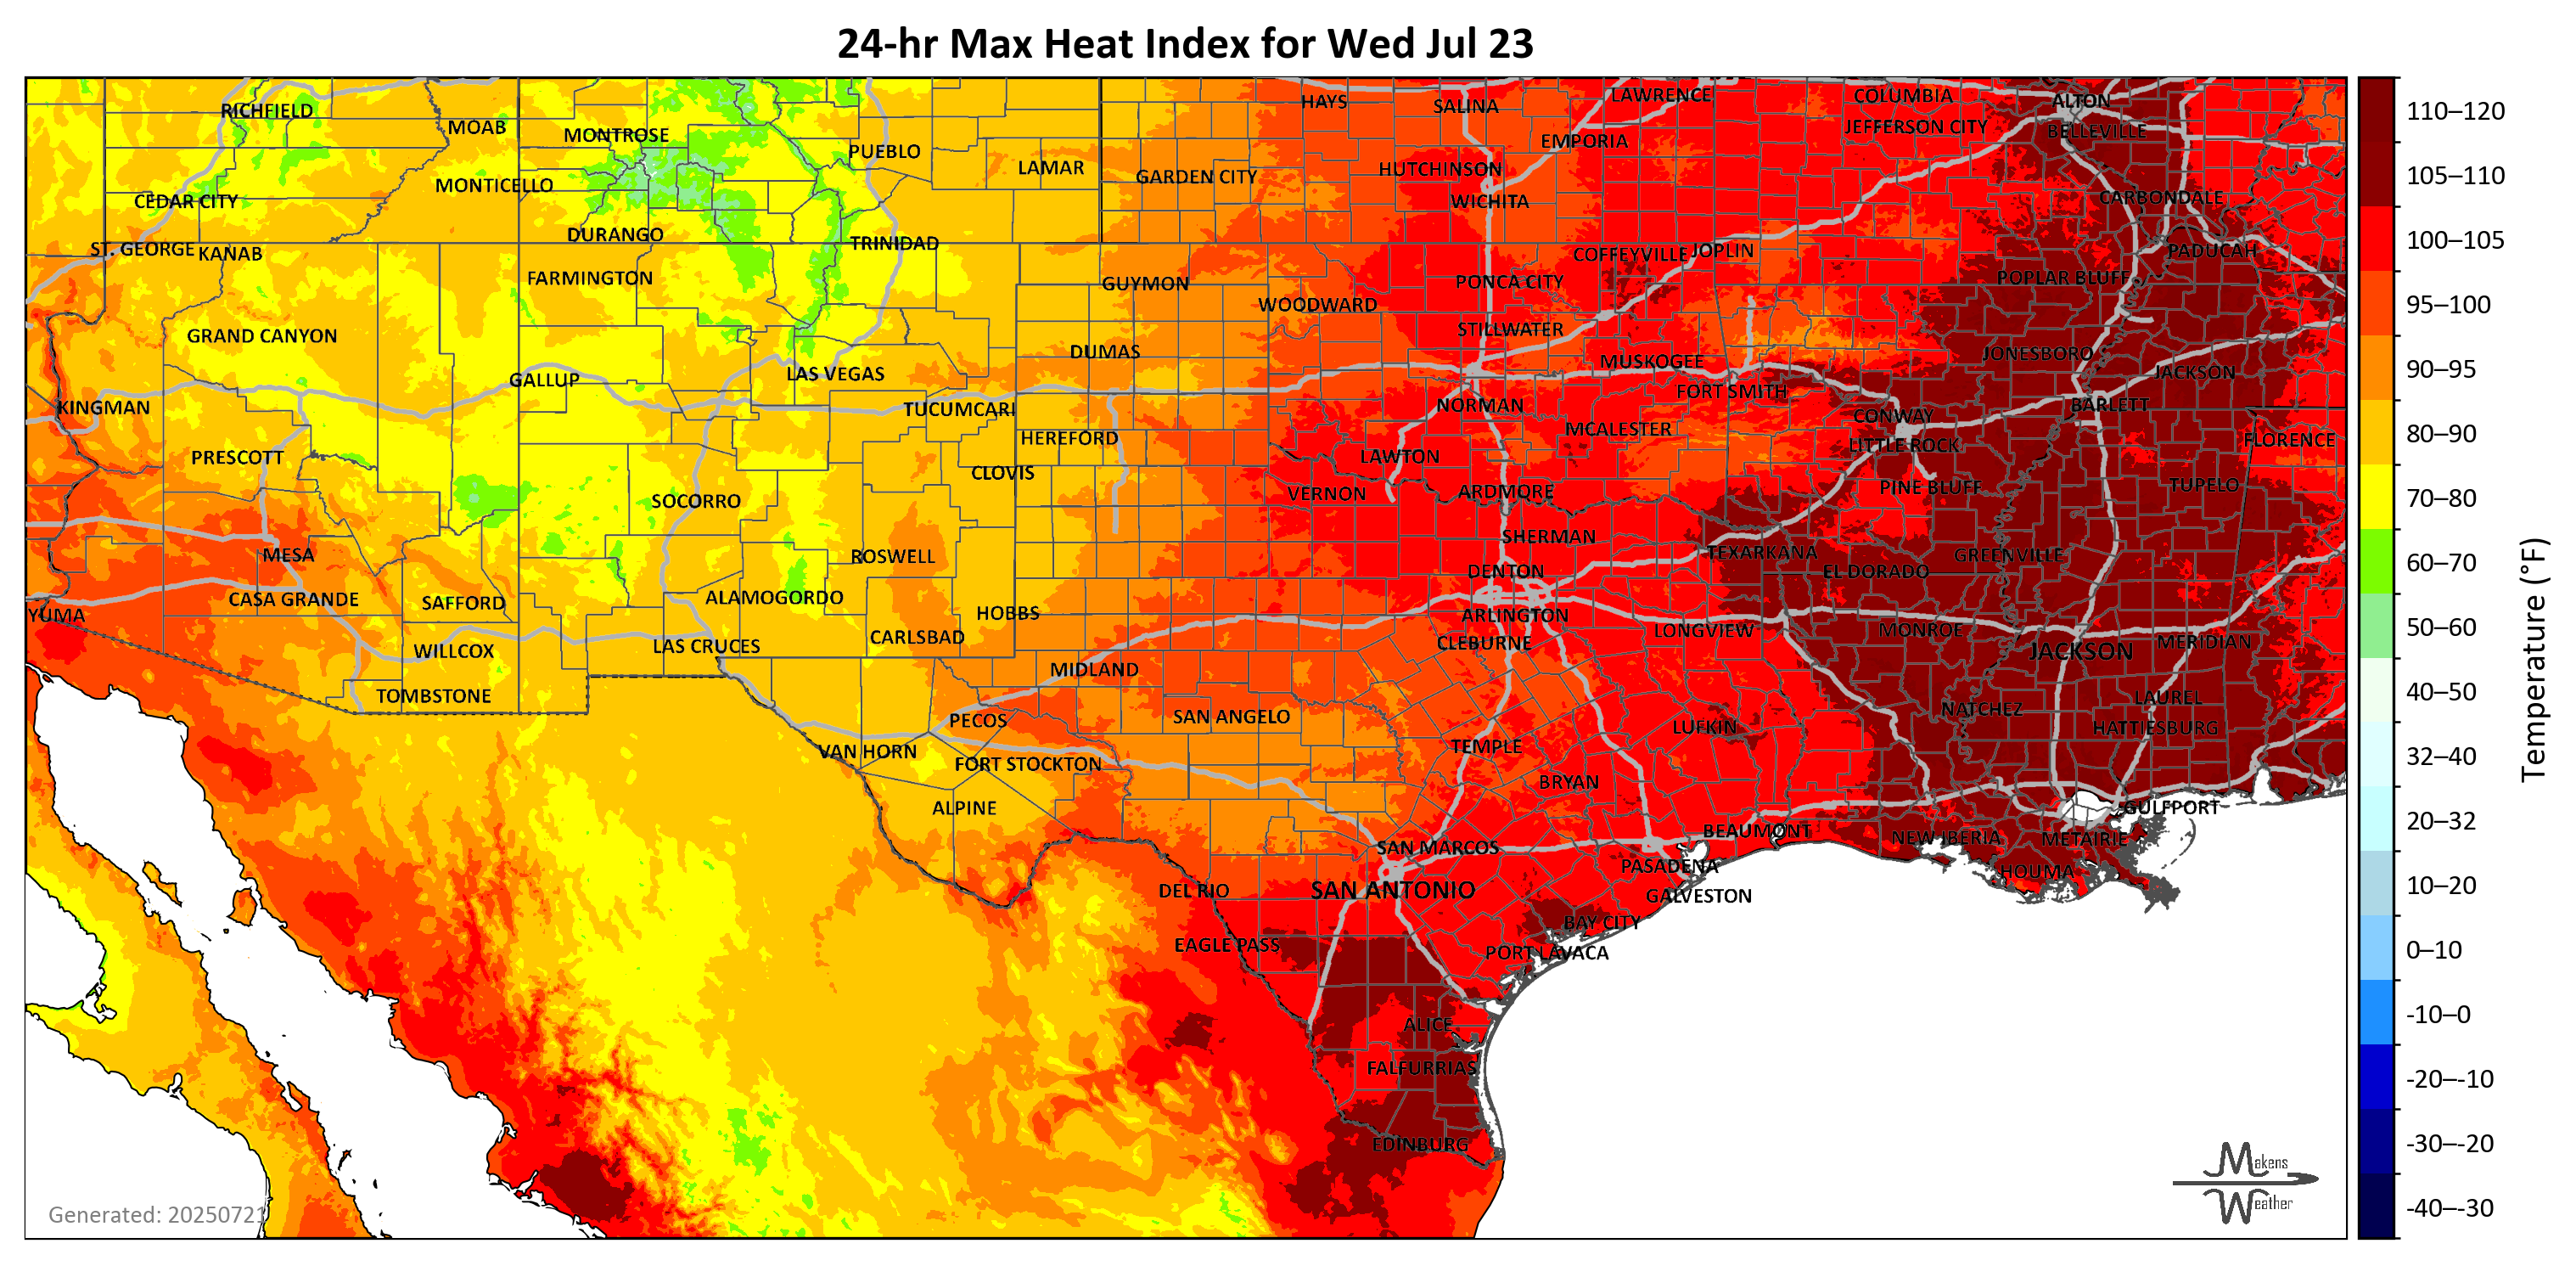 24-hr Max Heat Index for Wed Jul 23
RICHFIELD
MOAB
MONTROSE
PUEBLO
LAMAR
GARDEN CITY
HAYS
SALINA
LAWRENCE
EMPORIA
COLUMBIA
JEFFERSON CITY
ALTON
BELLEVILLE
CEDAR CITY
MONTICELLO
HUTCHINSON
WICHITA
CARBONDALE
ST. GEORGE
KANAB
DURANGO
TRINIDAD
COFFEYVILLE
JOPLIN
PADUCAH
FARMINGTON
GUYMON
WOODWARD
PONCA CITY
POPLAR BLUFF
GRAND CANYON
DUMAS
STILLWATER
MUSKOGEE
JONESBORO
GALLUP
LAS VEGAS
FORT SMITH
JACKSON
KINGMAN
TUCUMCARI
NORMAN
CONWAY
BARLETT
PRESCOTT
HEREFORD
MCALESTER
LITTLE ROCK
FLORENCE
CLOVIS
LAWTON
SOCORRO
VERNON
ARDMORE
PINE BLUFF
TUPELO
MESA
ROSWELL
SHERMAN
TEXARKANA
GREENVILLE
DENTON
EL DORADO
YUMA
CASA GRANDE
SAFFORD
ALAMOGORDO
HOBBS
ARLINGTON
CLEBURNE
LONGVIEW
MONROE
JACKSON
MERIDIAN
WILLCOX
LAS CRUCES
CARLSBAD
MIDLAND
TOMBSTONE
PECOS
SAN ANGELO
NATCHEZ
LAUREL
HATTIESBURG
VAN HORN
FORT STOCKTON
TEMPLE
LUFKIN
BRYAN
ALPINE
GULFPORT
SAN MARCOS
BEAUMONT
NEW IBERIA
METAIRIE
DEL RIO
SAN ANTONIO
PASADENA
GALVESTON
HOUMA
EAGLE PASS
BAY CITY
PORT LAVACA
ALICE
FALFURRIAS
EDINBURG
Generated: 20250721
Makens
Weather
110–120
105–110
100–105
95–100
90–95
80–90
70–80
60–70
50–60
40–50
32–40
20–32
10–20
0–10
-10–0
-20–-10
-30–-20
-40–-30
Temperature (°F)